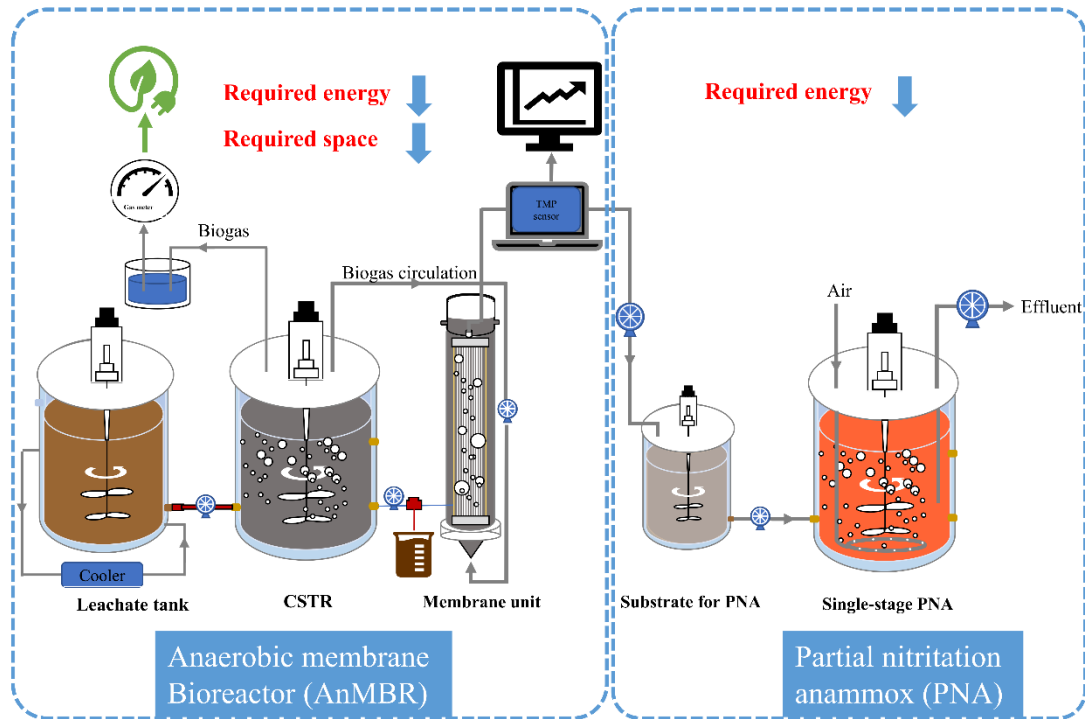 Required energy
Required space
Required energy
Gas meter
TMP
sensor
Biogas
Biogas circulation
Air
Effluent
Cooler
Leachate tank
CSTR
Membrane unit
Substrate for PNA
Single-stage PNA
Anaerobic membrane
Bioreactor (AnMBR)
Partial nitritation
anammox (PNA)